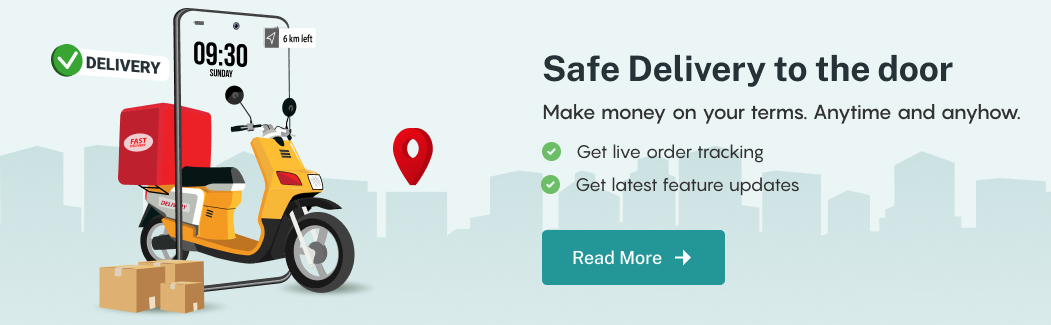 09:30
SUNDAY
6 km left
DELIVERY
FAST
DELIVERY
DELIVERY
Safe Delivery to the door
Make money on your terms. Anytime and anyhow.
Get live order tracking
Get latest feature updates
Read More